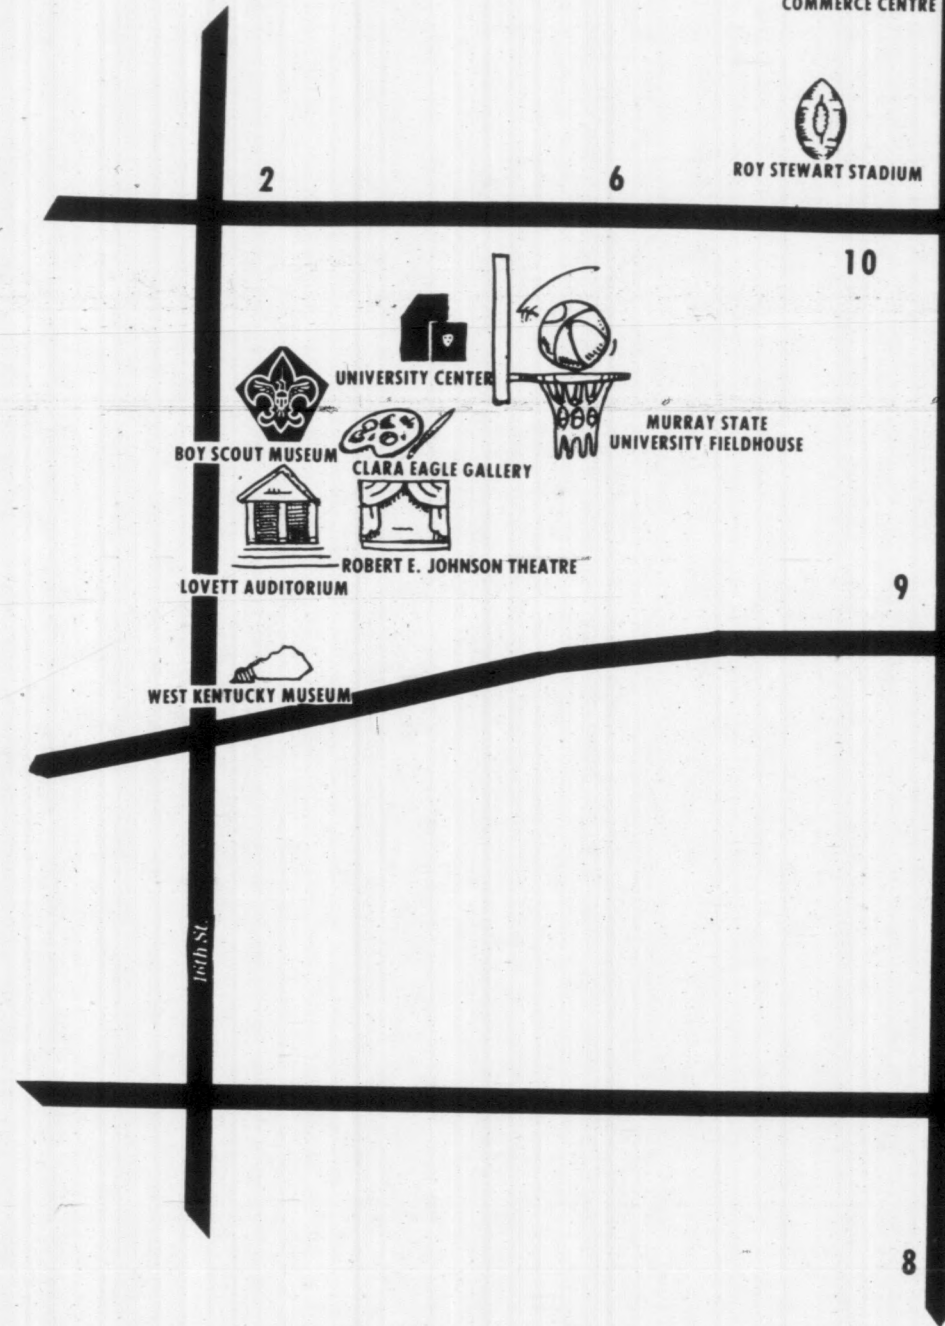 COMMERCE CENTRE
ROY STEWART STADIUM
2
6
10
UNIVERSITY CENTER
MURRAY STATE
UNIVERSITY FIELDHOUSE
BOY SCOUT MUSEUM
CLARA EAGLE GALLERY
ROBERT E. JOHNSON THEATRE
LOVETT AUDITORIUM
9
WEST KENTUCKY MUSEUM
16th St.
8